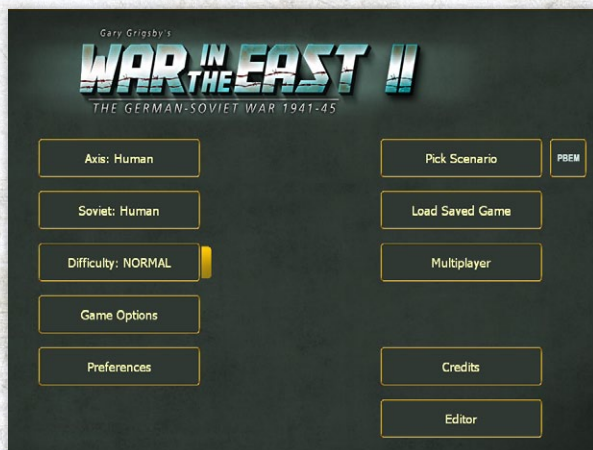 Gary Grigsby's
WAR IN THE EAST II
THE GERMAN-SOVIET WAR 1941-45
Axis: Human
Soviet: Human
Difficulty: NORMAL
Game Options
Preferences
Pick Scenario
PBEM
Load Saved Game
Multiplayer
Credits
Editor